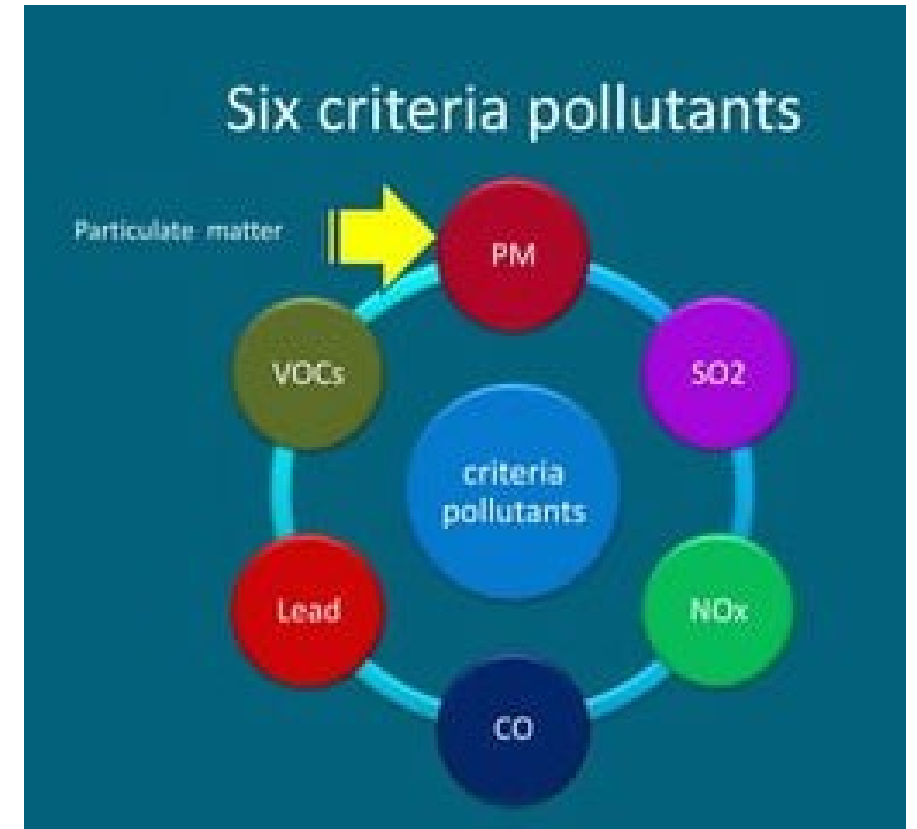 Six criteria pollutants
Particulate matter
PM
SO2
NOx
CO
Lead
VOCs
criteria
pollutants